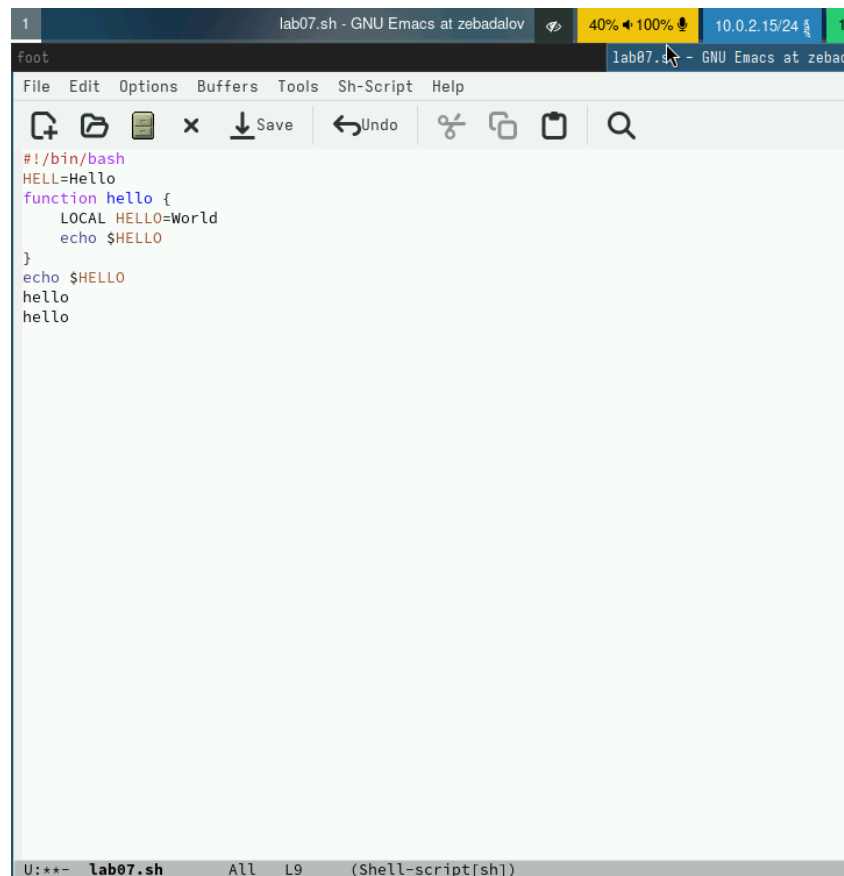 1 lab07.sh - GNU Emacs at zebadalov 40% 100% 10.0.2.15/24 1
foot lab07.sh - GNU Emacs at zebad
File Edit Options Buffers Tools Sh-Script Help
Save Undo
#!/bin/bash
HELL=Hello
function hello {
    LOCAL HELLO=World
    echo $HELLO
}
echo $HELLO
hello
hello
U:**- lab07.sh All L9 (Shell-script[sh])